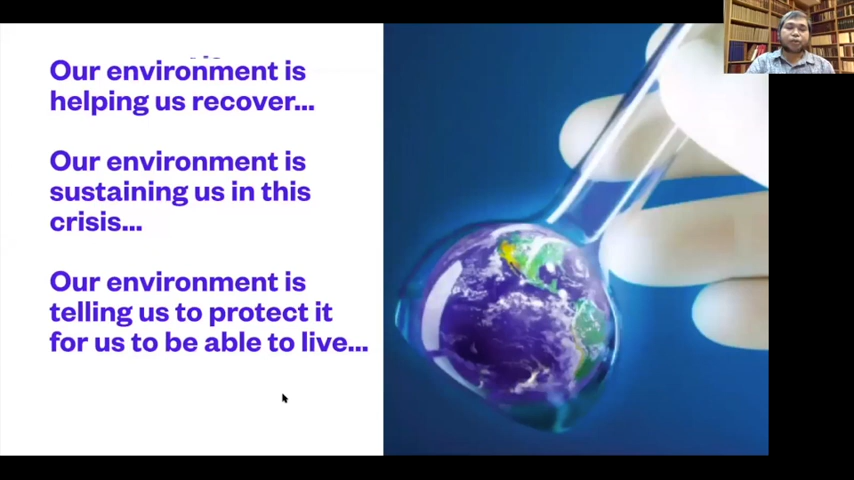 Our environment is
helping us recover...
Our environment is
sustaining us in this
crisis...
Our environment is
telling us to protect it
for us to be able to live...